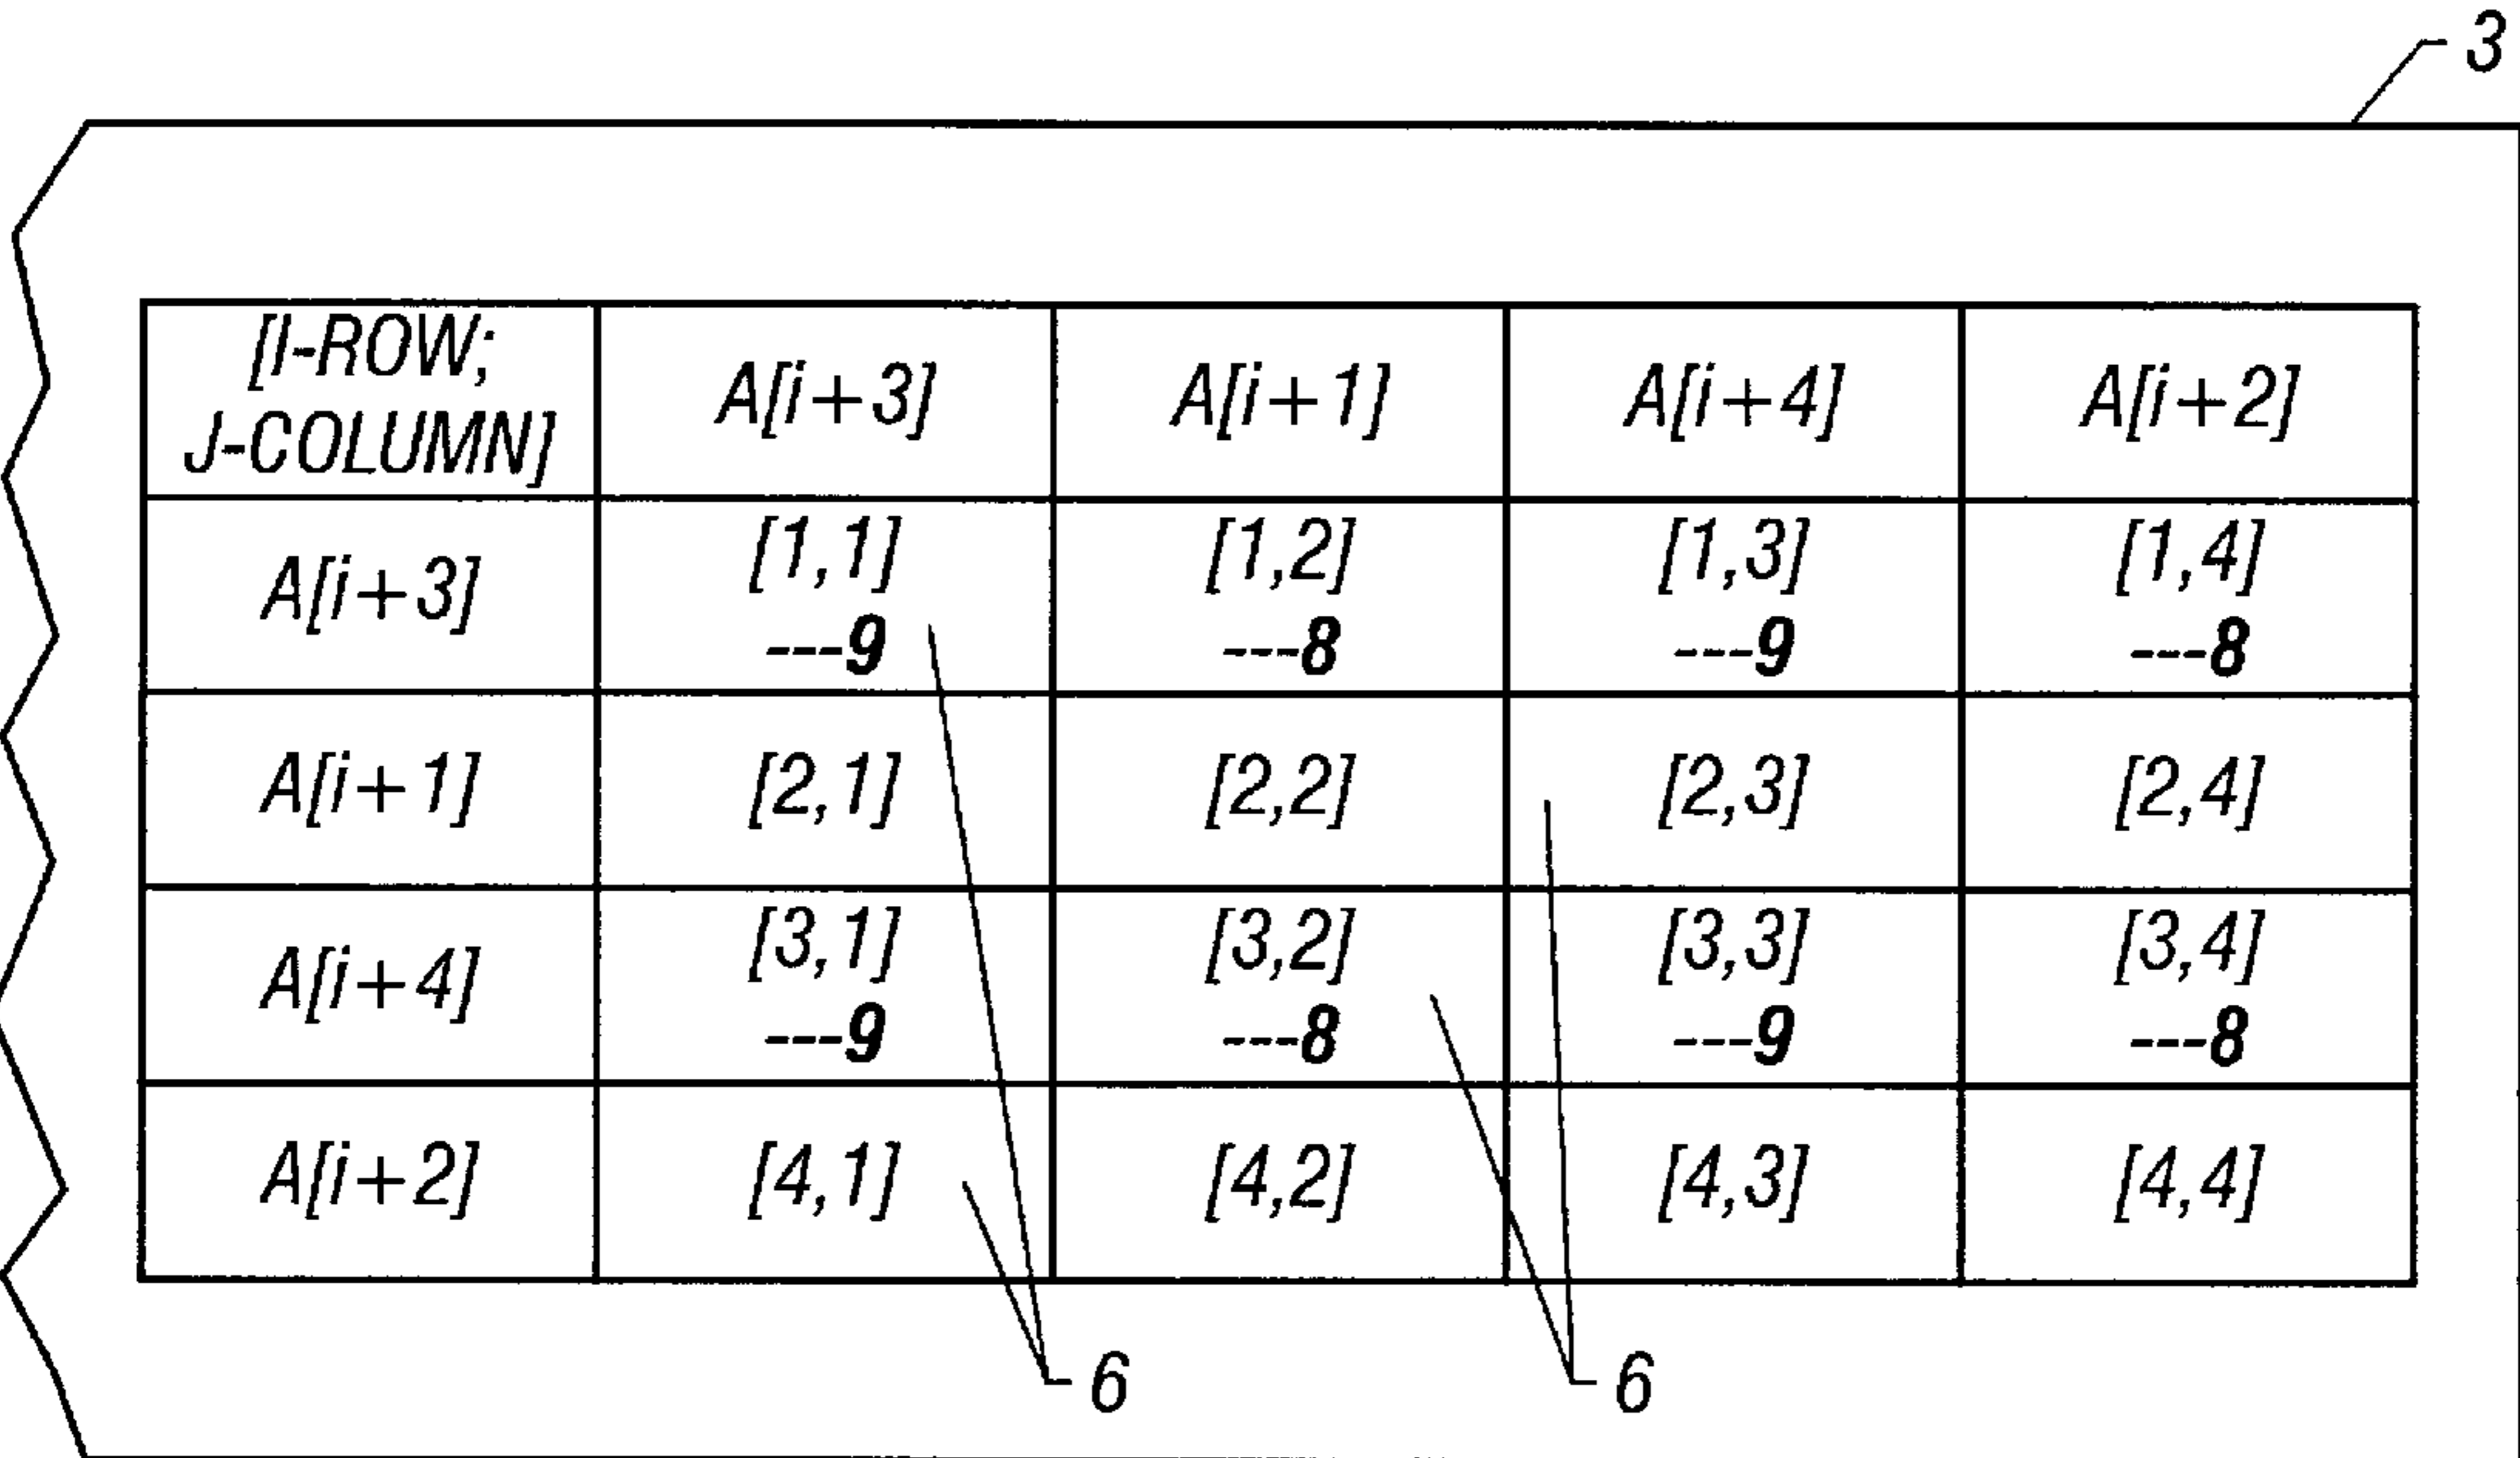 3
[I-ROW;
J-COLUMN] A[i+3] A[i+1] A[i+4] A[i+2]
A[i+3] [1,1] [1,2] [1,3] [1,4]
---9 ---8 ---9 ---8
A[i+1] [2,1] [2,2] [2,3] [2,4]
A[i+4] [3,1] [3,2] [3,3] [3,4]
---9 ---8 ---9 ---8
A[i+2] [4,1] [4,2] [4,3] [4,4]
6 6